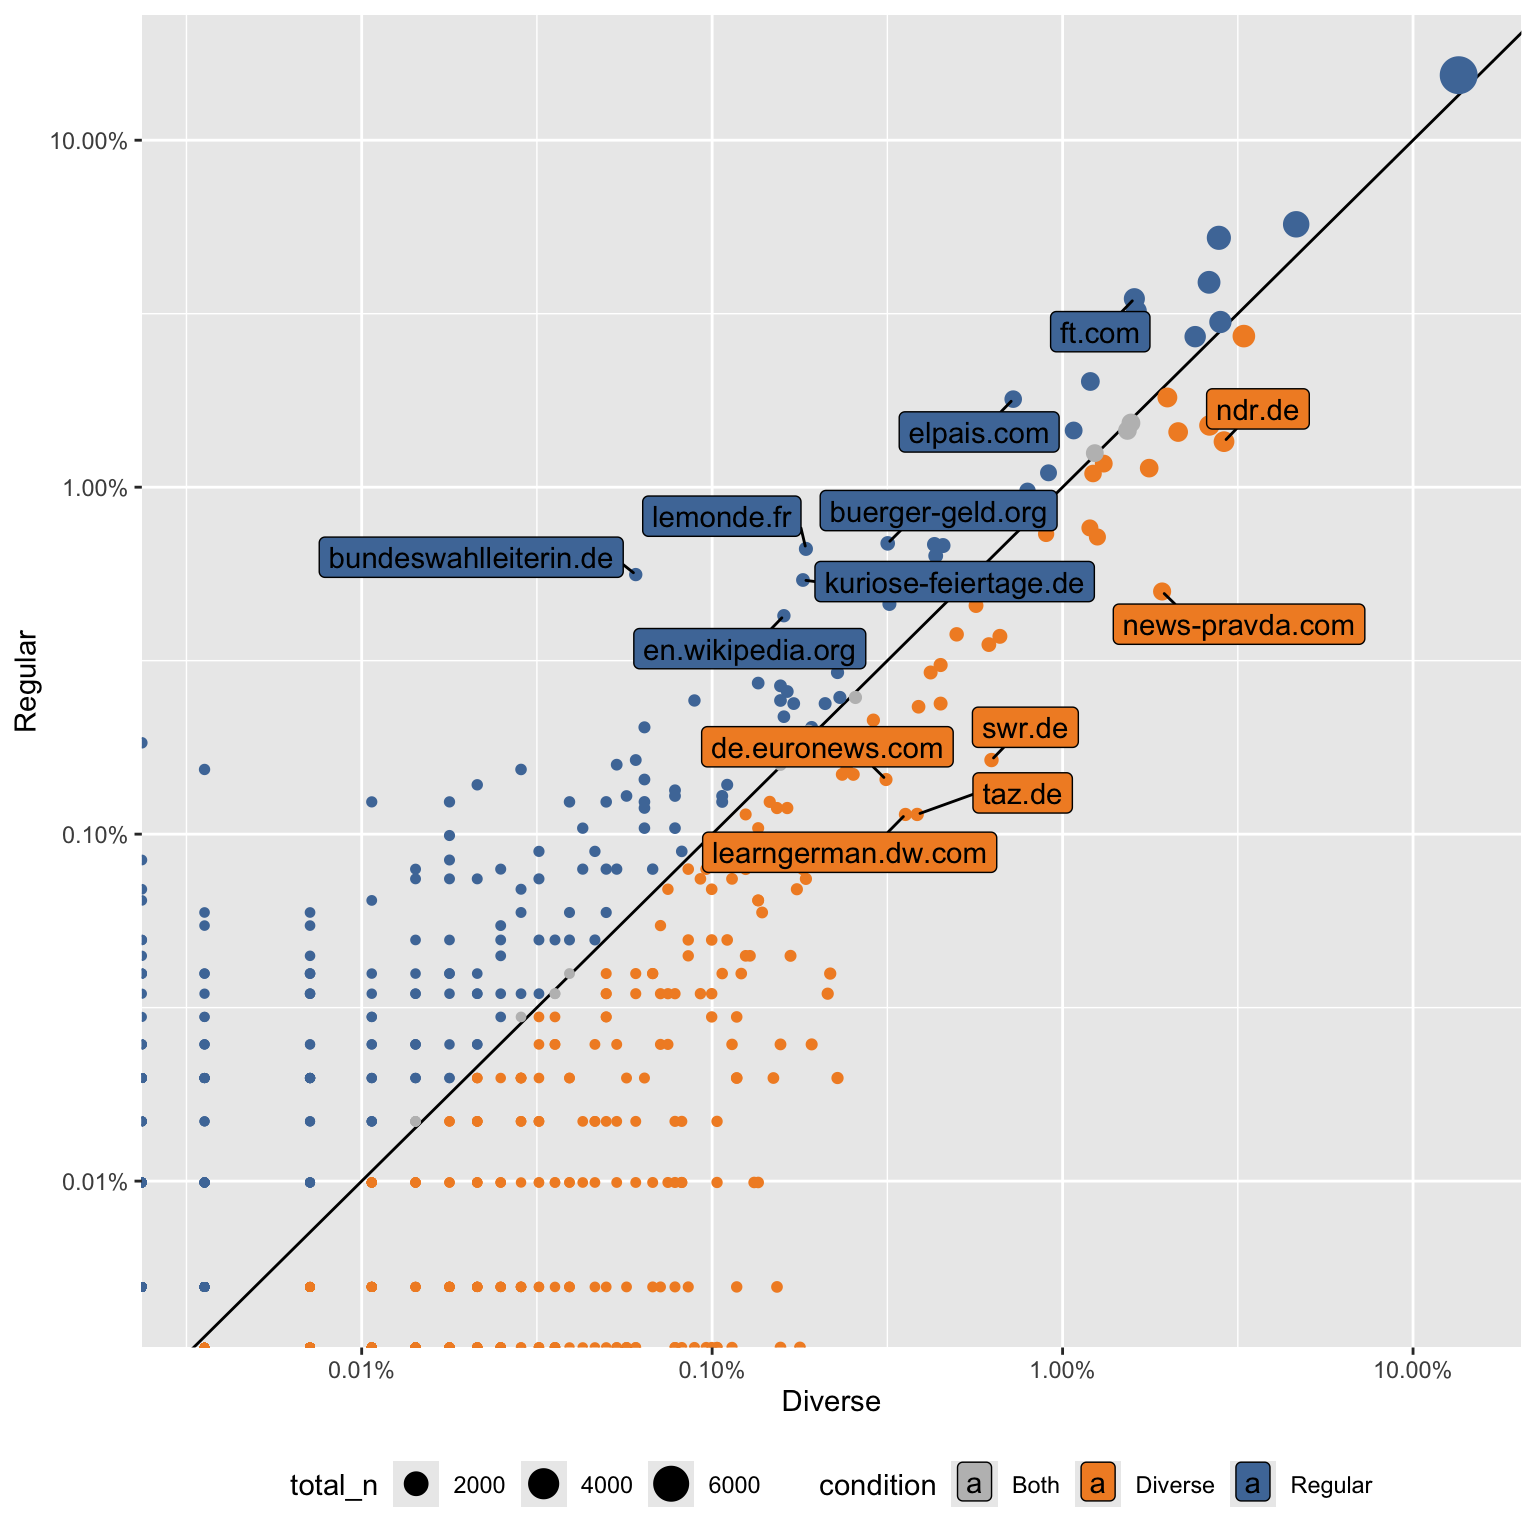 10.00%
1.00%
0.10%
0.01%
Regular
ft.com
ndr.de
elpais.com
lemonde.fr
buerger-geld.org
bundeswahlleiterin.de
kuriose-feiertage.de
news-pravda.com
en.wikipedia.org
swr.de
de.euronews.com
taz.de
learngerman.dw.com
0.01% 0.10% 1.00% 10.00%
Diverse
total_n 2000 4000 6000 condition a Both a Diverse a Regular